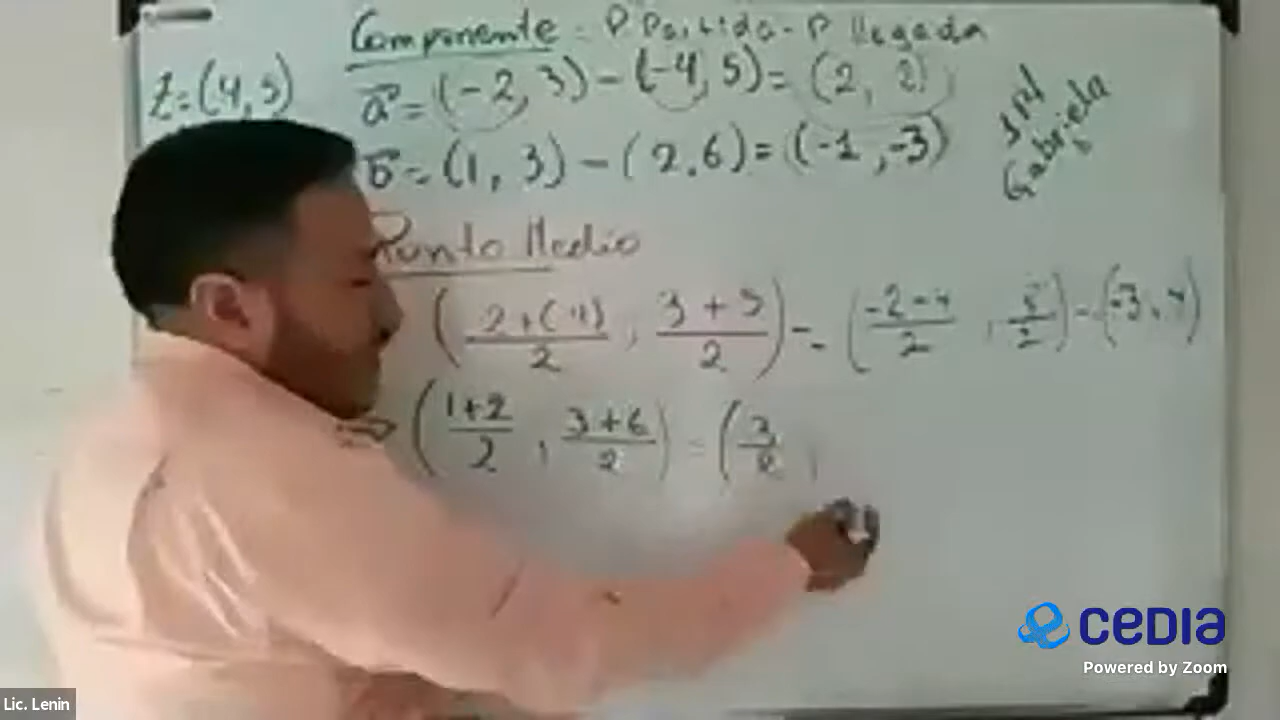 Componente = P Partida - P llegada
Z=(4,5)
a⃗ = (-2, 3) - (-4, 5) = (2, 2)
b⃗ = (1, 3) - (2,6) = (-1,-3)
1M
Gabriela
Punto Medio
( 2+(-4) / 2 , 3+5 / 2 ) = ( -2-4 / 2 , 8 / 2 ) = (-3, 4)
⇒ ( 1+2 / 2 , 3+6 / 2 ) = ( 3 / 2 ,
cedia
Powered by Zoom
Lic. Lenin